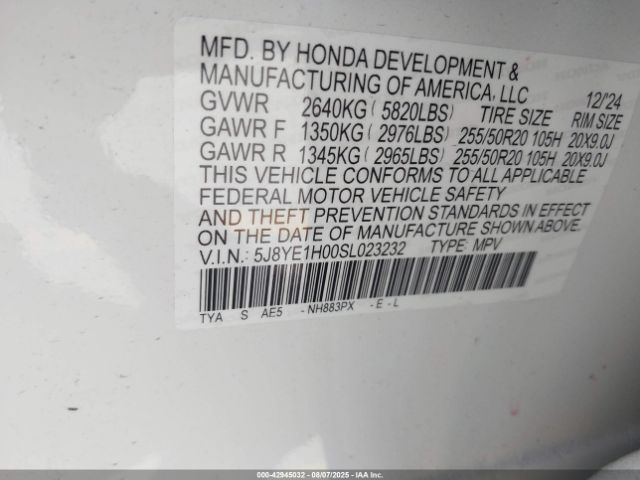 MFD. BY HONDA DEVELOPMENT &
MANUFACTURING OF AMERICA, LLC 12/'24
GVWR 2640KG ( 5820LBS) TIRE SIZE RIM SIZE
GAWR F 1350KG ( 2976LBS) 255/50R20 105H 20X9.0J
GAWR R 1345KG ( 2965LBS) 255/50R20 105H 20X9.0J
THIS VEHICLE CONFORMS TO ALL APPLICABLE
FEDERAL MOTOR VEHICLE SAFETY
AND THEFT PREVENTION STANDARDS IN EFFECT
ON THE DATE OF MANUFACTURE SHOWN ABOVE.
V.I.N.: 5J8YE1H00SL023232 TYPE: MPV
TYA S AE5 -NH883PX -E-L
000-42945032 - 08/07/2025 - IAAI.COM